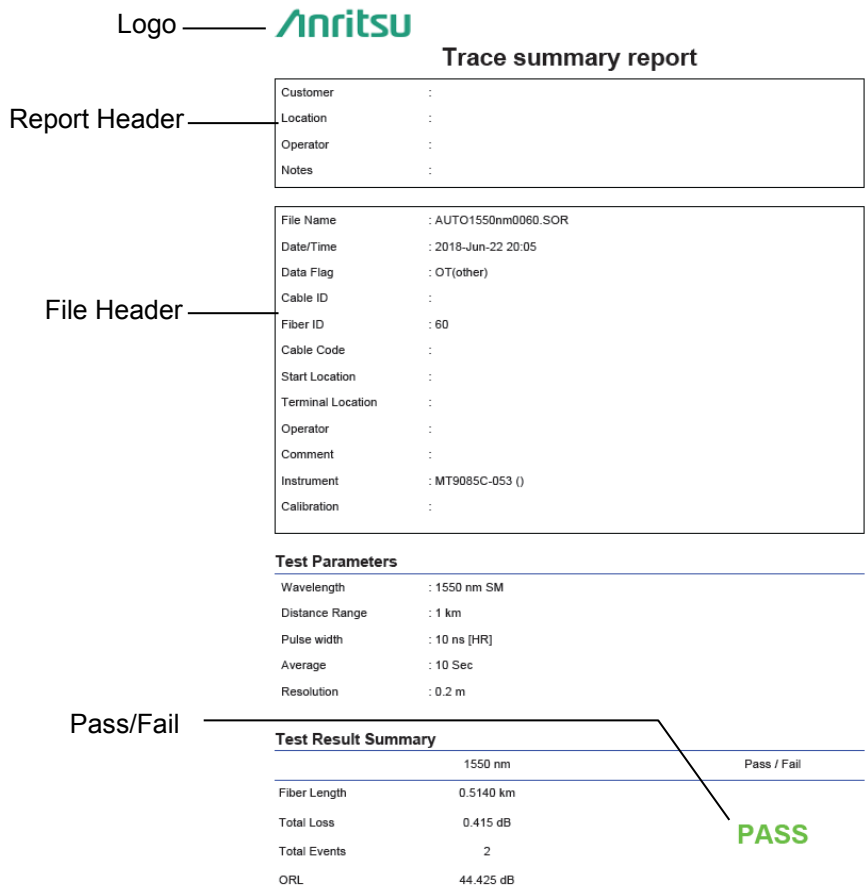 Logo
Anritsu
Trace summary report
Report Header
Customer :
Location :
Operator :
Notes :
File Header
File Name : AUTO1550nm0060.SOR
Date/Time : 2018-Jun-22 20:05
Data Flag : OT(other)
Cable ID :
Fiber ID : 60
Cable Code :
Start Location :
Terminal Location :
Operator :
Comment :
Instrument : MT9085C-053 ()
Calibration :
Test Parameters
Wavelength : 1550 nm SM
Distance Range : 1 km
Pulse width : 10 ns [HR]
Average : 10 Sec
Resolution : 0.2 m
Pass/Fail
Test Result Summary
1550 nm Pass / Fail
Fiber Length 0.5140 km
Total Loss 0.415 dB
PASS
Total Events 2
ORL 44.425 dB